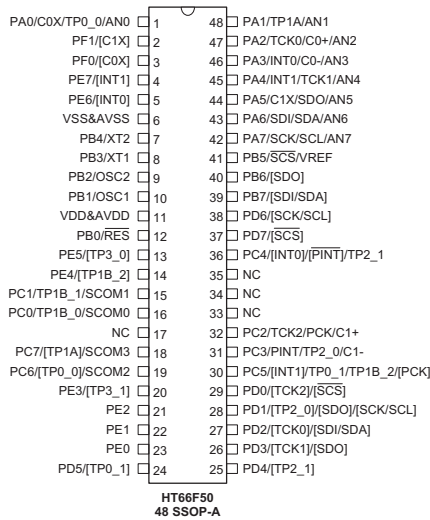 PA0/C0X/TP0_0/AN0 1 48 PA1/TP1A/AN1
PF1/[C1X] 2 47 PA2/TCK0/C0+/AN2
PF0/[C0X] 3 46 PA3/INT0/C0-/AN3
PE7/[INT1] 4 45 PA4/INT1/TCK1/AN4
PE6/[INT0] 5 44 PA5/C1X/SDO/AN5
VSS&AVSS 6 43 PA6/SDI/SDA/AN6
PB4/XT2 7 42 PA7/SCK/SCL/AN7
PB3/XT1 8 41 PB5/SCS/VREF
PB2/OSC2 9 40 PB6/[SDO]
PB1/OSC1 10 39 PB7/[SDI/SDA]
VDD&AVDD 11 38 PD6/[SCK/SCL]
PB0/RES 12 37 PD7/[SCS]
PE5/[TP3_0] 13 36 PC4/[INT0]/[PINT]/TP2_1
PE4/[TP1B_2] 14 35 NC
PC1/TP1B_1/SCOM1 15 34 NC
PC0/TP1B_0/SCOM0 16 33 NC
NC 17 32 PC2/TCK2/PCK/C1+
PC7/[TP1A]/SCOM3 18 31 PC3/PINT/TP2_0/C1-
PC6/[TP0_0]/SCOM2 19 30 PC5/[INT1]/TP0_1/TP1B_2/[PCK]
PE3/[TP3_1] 20 29 PD0/[TCK2]/[SCS]
PE2 21 28 PD1/[TP2_0]/[SDO]/[SCK/SCL]
PE1 22 27 PD2/[TCK0]/[SDI/SDA]
PE0 23 26 PD3/[TCK1]/[SDO]
PD5/[TP0_1] 24 25 PD4/[TP2_1]
HT66F50
48 SSOP-A